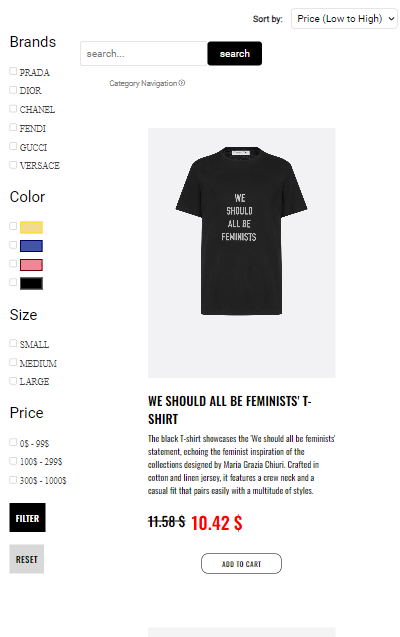 Sort by:
Price (Low to High)
Brands
search...
search
PRADA
Category Navigation
DIOR
CHANEL
FENDI
GUCCI
VERSACE
Color
Size
SMALL
MEDIUM
LARGE
Price
0$ - 99$
100$ - 299$
300$ - 1000$
FILTER
RESET
WE
SHOULD
ALL BE
FEMINISTS
WE SHOULD ALL BE FEMINISTS' T-
SHIRT
The black T-shirt showcases the 'We should all be feminists'
statement, echoing the feminist inspiration of the
collections designed by Maria Grazia Chiuri. Crafted in
cotton and linen jersey, it features a crew neck and a
casual fit that pairs easily with a multitude of styles.
11.58 $ 10.42 $
ADD TO CART